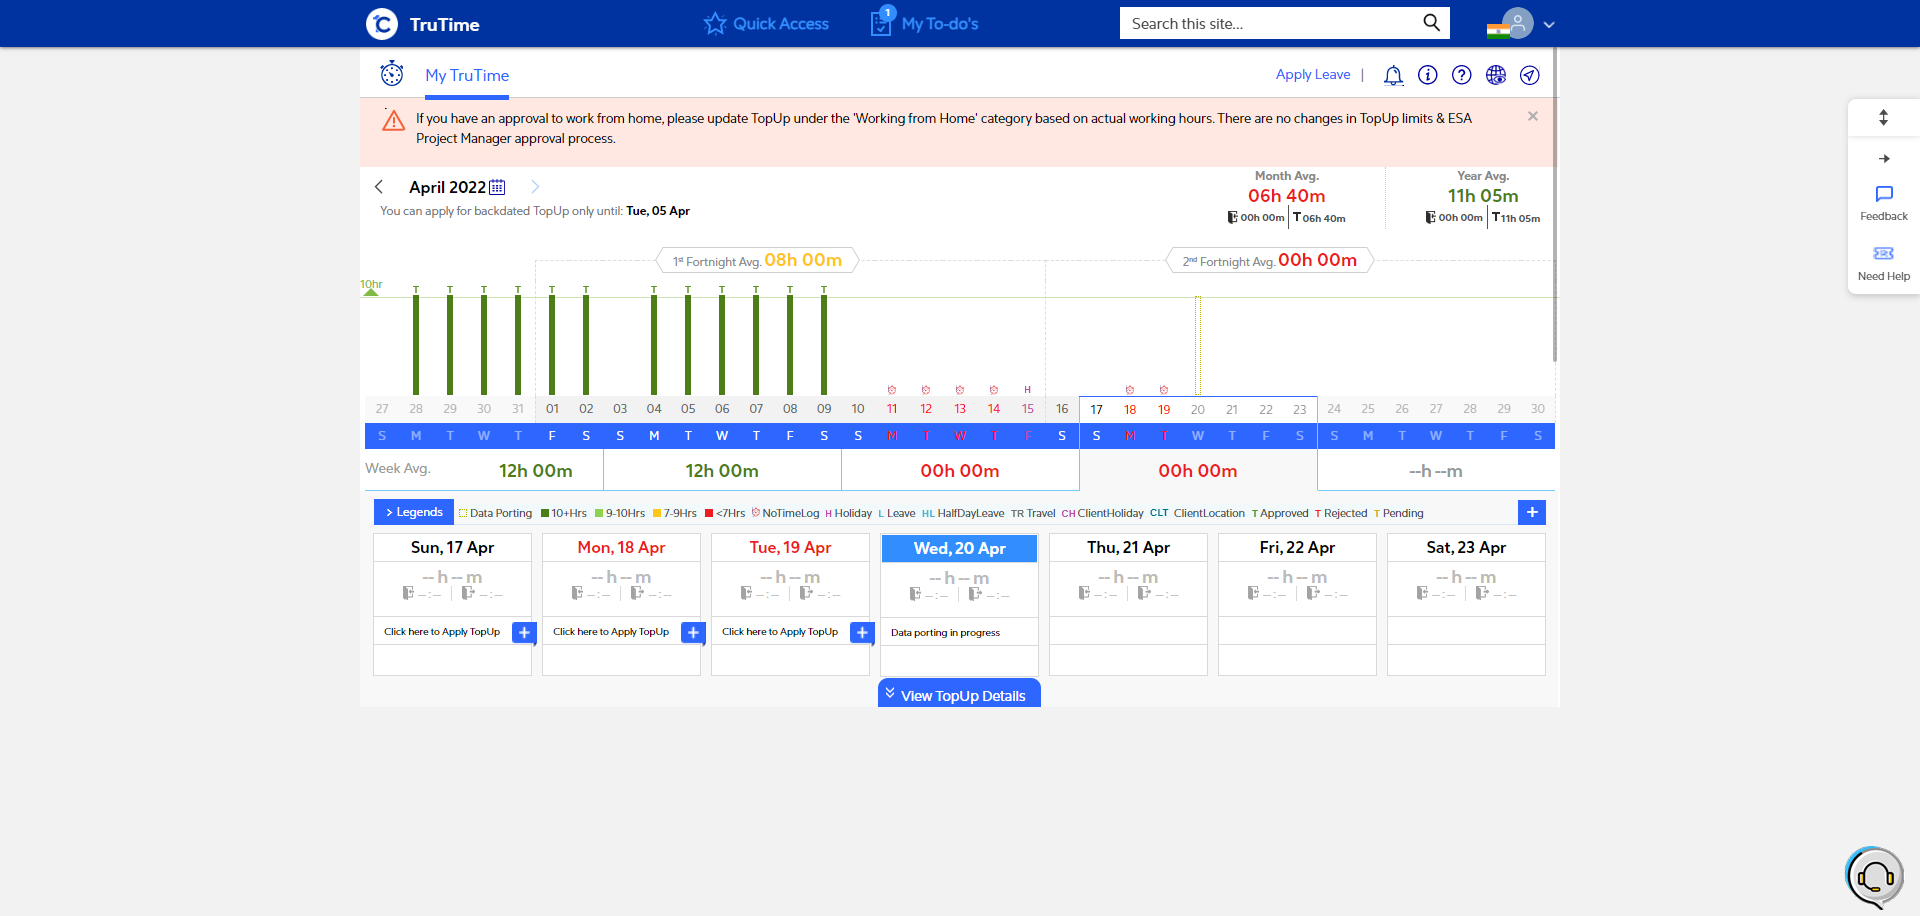 TruTime
Quick Access
1
My To-do's
Search this site...
My TruTime
Apply Leave |
If you have an approval to work from home, please update TopUp under the 'Working from Home' category based on actual working hours. There are no changes in TopUp limits & ESA
Project Manager approval process.
April 2022
You can apply for backdated TopUp only until: Tue, 05 Apr
Month Avg.
06h 40m
00h 00m T 06h 40m
Year Avg.
11h 05m
00h 00m T 11h 05m
Feedback
Need Help
1st Fortnight Avg. 08h 00m
2nd Fortnight Avg. 00h 00m
10hr
T T T T T T T T T T T T
H
27 28 29 30 31 01 02 03 04 05 06 07 08 09 10 11 12 13 14 15 16 17 18 19 20 21 22 23 24 25 26 27 28 29 30
S M T W T F S S M T W T F S S M T W T F S S M T W T F S S M T W T F S
Week Avg. 12h 00m 12h 00m 00h 00m 00h 00m --h --m
> Legends Data Porting 10+Hrs 9-10Hrs 7-9Hrs <7Hrs NoTimeLog H Holiday L Leave HL HalfDayLeave TR Travel CH ClientHoliday CLT ClientLocation T Approved T Rejected T Pending
+
Sun, 17 Apr Mon, 18 Apr Tue, 19 Apr Wed, 20 Apr Thu, 21 Apr Fri, 22 Apr Sat, 23 Apr
-- h -- m -- h -- m -- h -- m -- h -- m -- h -- m -- h -- m -- h -- m
--:-- --:-- --:-- --:-- --:-- --:-- --:-- --:-- --:-- --:-- --:-- --:-- --:-- --:--
Click here to Apply TopUp + Click here to Apply TopUp + Click here to Apply TopUp + Data porting in progress
View TopUp Details